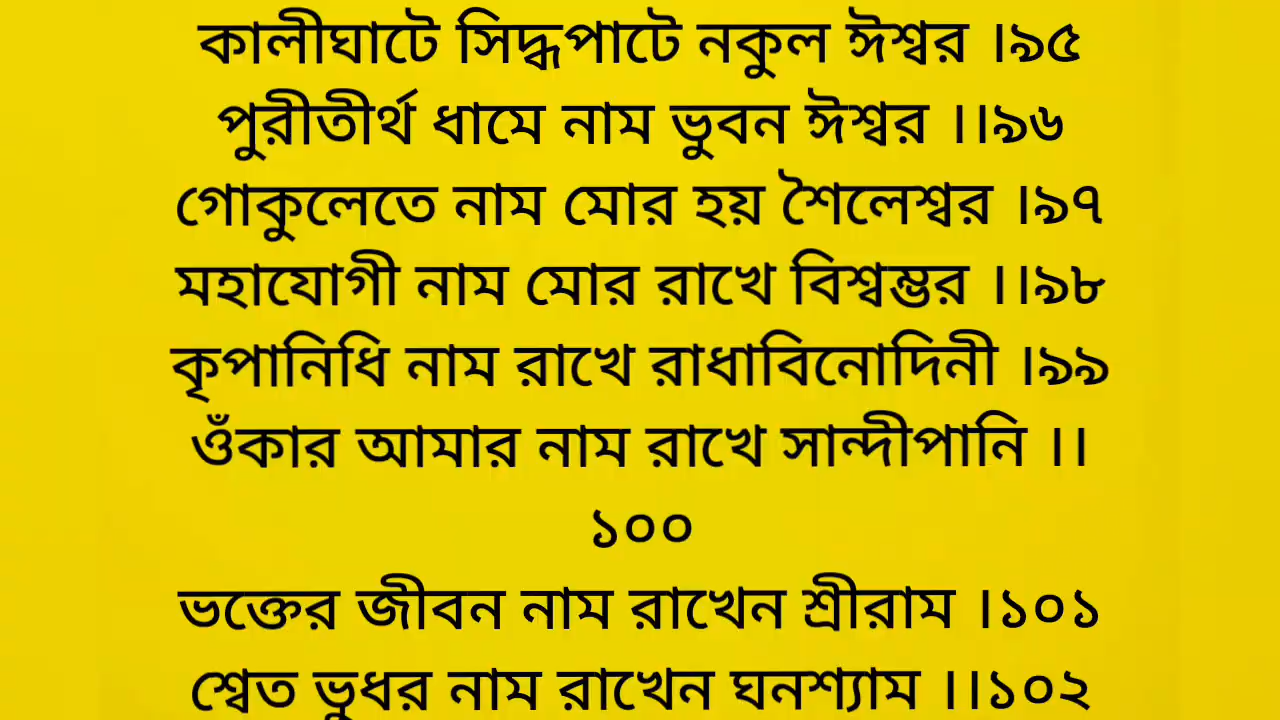 কালীঘাটে সিদ্ধপাটে নকুল ঈশ্বর ।৯৫
পুরীতীর্থ ধামে নাম ভুবন ঈশ্বর ।।৯৬
গোকুলেতে নাম মোর হয় শৈলেশ্বর ।৯৭
মহাযোগী নাম মোর রাখে বিশ্বম্ভর ।।৯৮
কৃপানিধি নাম রাখে রাধাবিনোদিনী ।৯৯
ওঁকার আমার নাম রাখে সান্দীপানি ।।
১০০
ভক্তের জীবন নাম রাখেন শ্রীরাম ।১০১
শ্বেত ভুধর নাম রাখেন ঘনশ্যাম ।।১০২